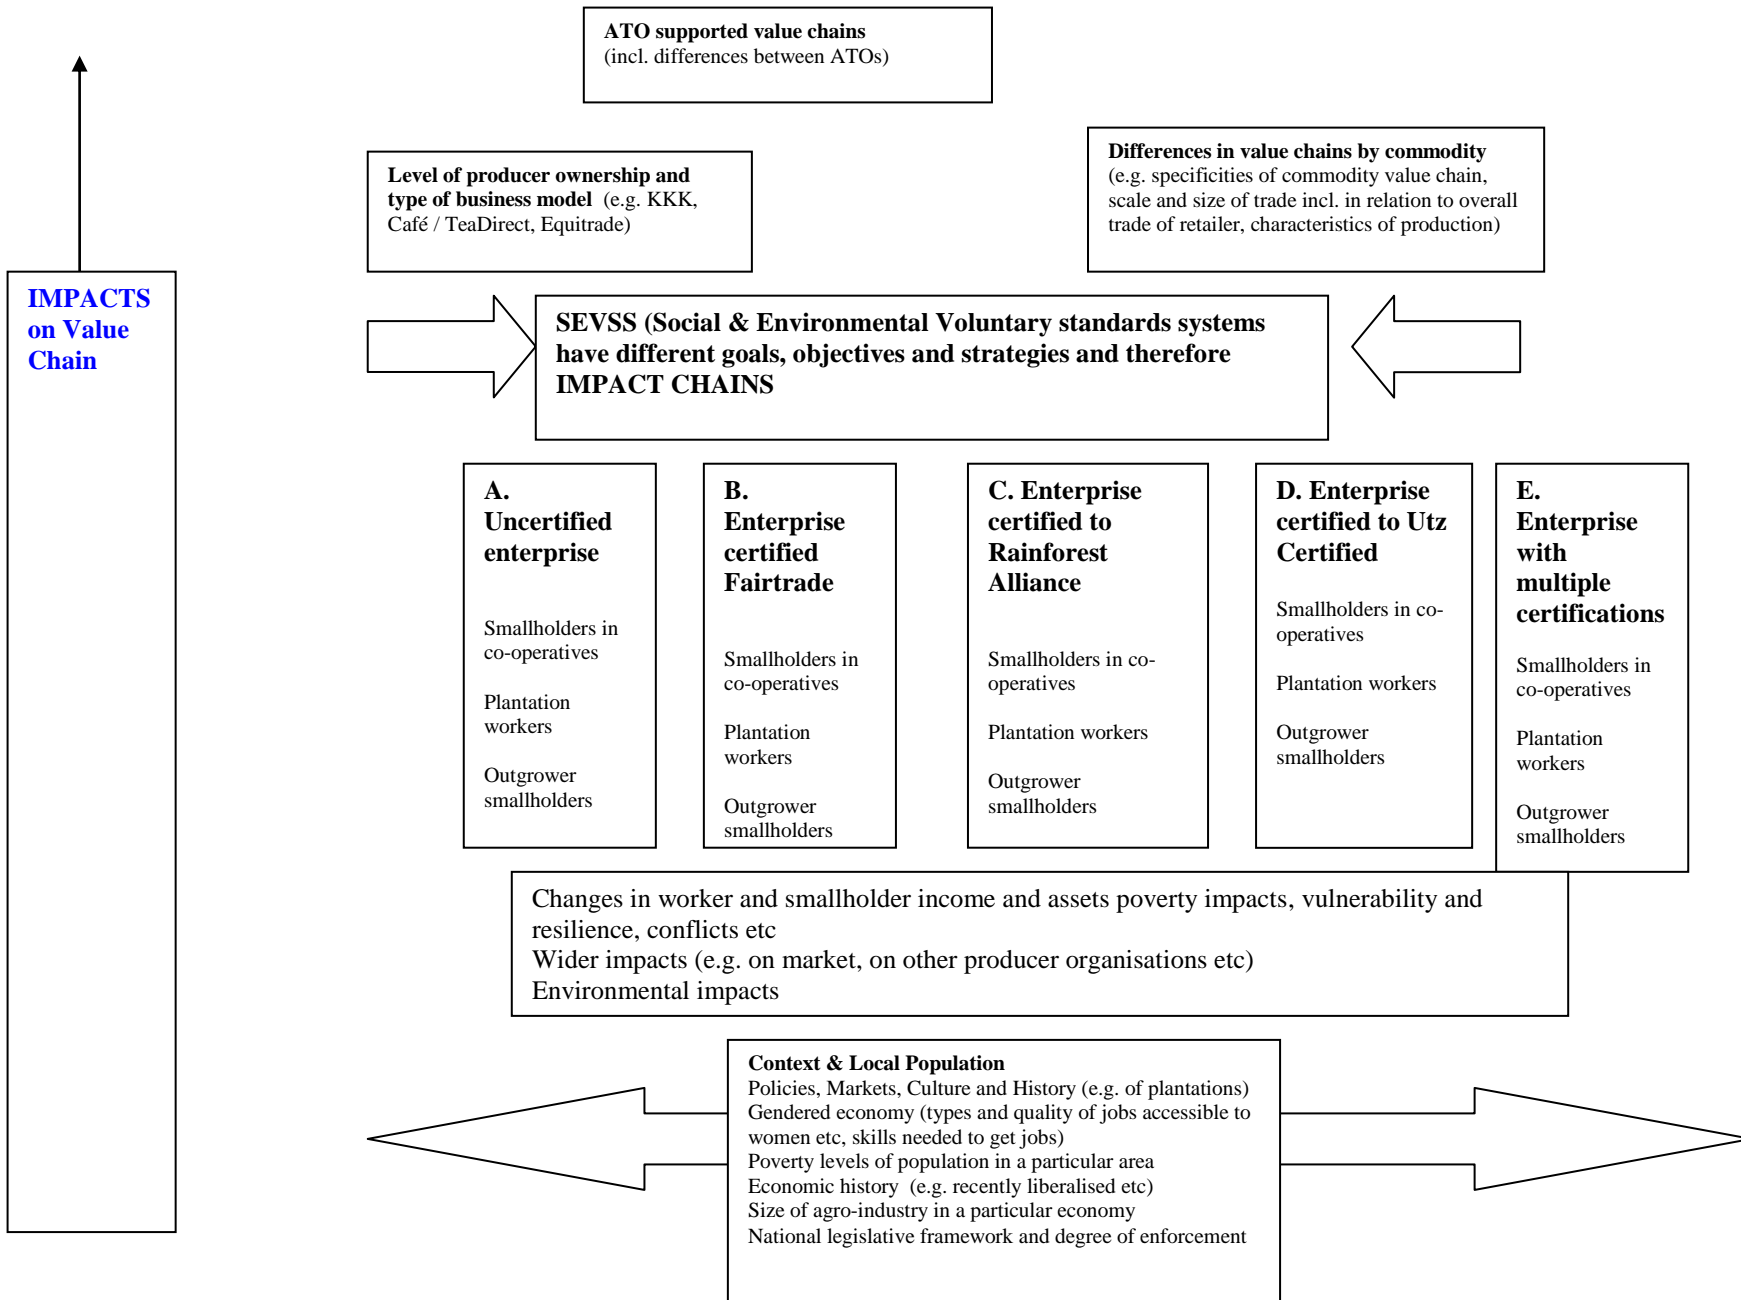 ATO supported value chains
(incl. differences between ATOs)
Level of producer ownership and
type of business model (e.g. KKK,
Café / TeaDirect, Equitrade)
Differences in value chains by commodity
(e.g. specificities of commodity value chain,
scale and size of trade incl. in relation to overall
trade of retailer, characteristics of production)
IMPACTS
on Value
Chain
SEVSS (Social & Environmental Voluntary standards systems
have different goals, objectives and strategies and therefore
IMPACT CHAINS
A.
Uncertified
enterprise
Smallholders in
co-operatives
Plantation
workers
Outgrower
smallholders
B.
Enterprise
certified
Fairtrade
Smallholders in
co-operatives
Plantation
workers
Outgrower
smallholders
C. Enterprise
certified to
Rainforest
Alliance
Smallholders in co-
operatives
Plantation workers
Outgrower
smallholders
D. Enterprise
certified to Utz
Certified
Smallholders in co-
operatives
Plantation workers
Outgrower
smallholders
E.
Enterprise
with
multiple
certifications
Smallholders in
co-operatives
Plantation
workers
Outgrower
smallholders
Changes in worker and smallholder income and assets poverty impacts, vulnerability and
resilience, conflicts etc
Wider impacts (e.g. on market, on other producer organisations etc)
Environmental impacts
Context & Local Population
Policies, Markets, Culture and History (e.g. of plantations)
Gendered economy (types and quality of jobs accessible to
women etc, skills needed to get jobs)
Poverty levels of population in a particular area
Economic history (e.g. recently liberalised etc)
Size of agro-industry in a particular economy
National legislative framework and degree of enforcement